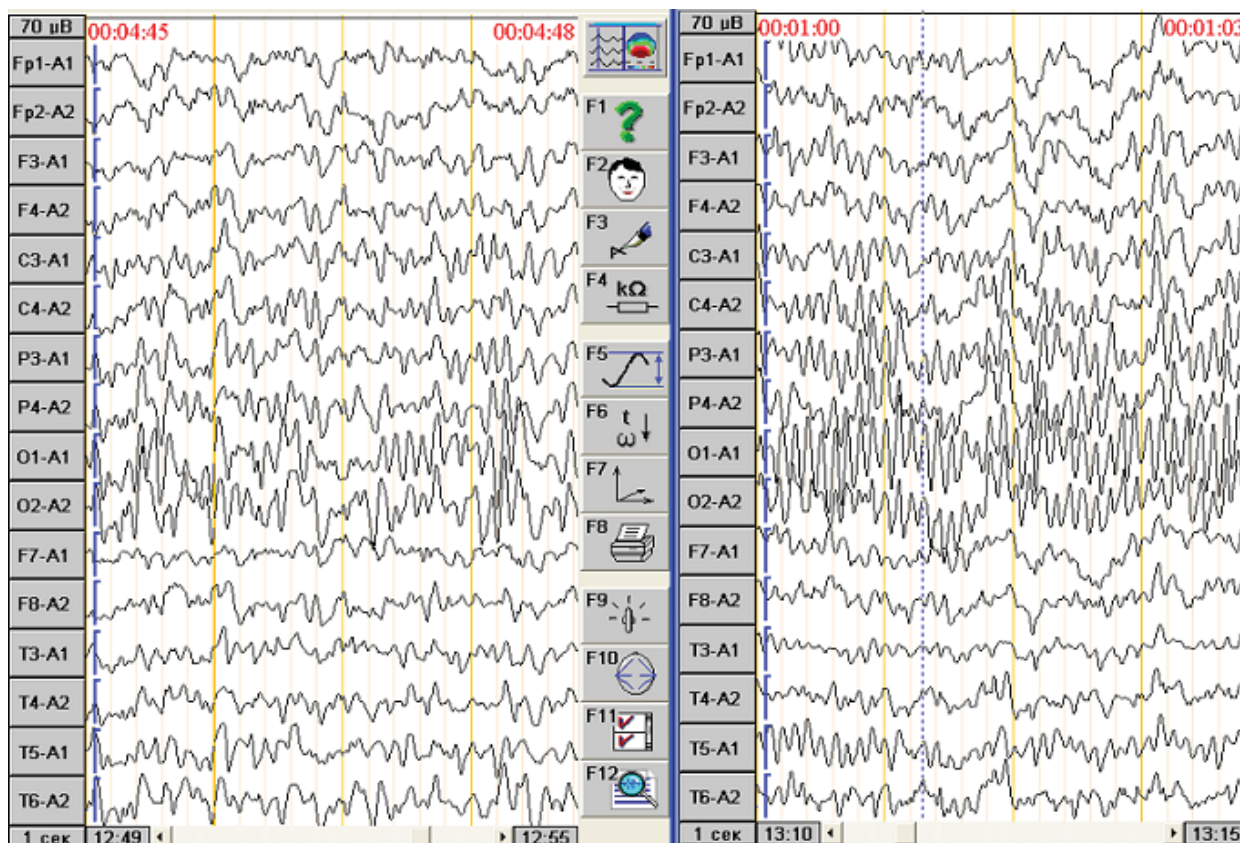 70 µВ
00:04:45 00:04:48
Fp1-A1
Fp2-A2
F3-A1
F4-A2
C3-A1
C4-A2
P3-A1
P4-A2
O1-A1
O2-A2
F7-A1
F8-A2
T3-A1
T4-A2
T5-A1
T6-A2
1 сек 12:49 12:55
F1 ?
F2
F3
F4 kΩ
F5
F6 t ω
F7
F8
F9
F10
F11
F12
70 µВ
00:01:00 00:01:03
Fp1-A1
Fp2-A2
F3-A1
F4-A2
C3-A1
C4-A2
P3-A1
P4-A2
O1-A1
O2-A2
F7-A1
F8-A2
T3-A1
T4-A2
T5-A1
T6-A2
1 сек 13:10 13:15